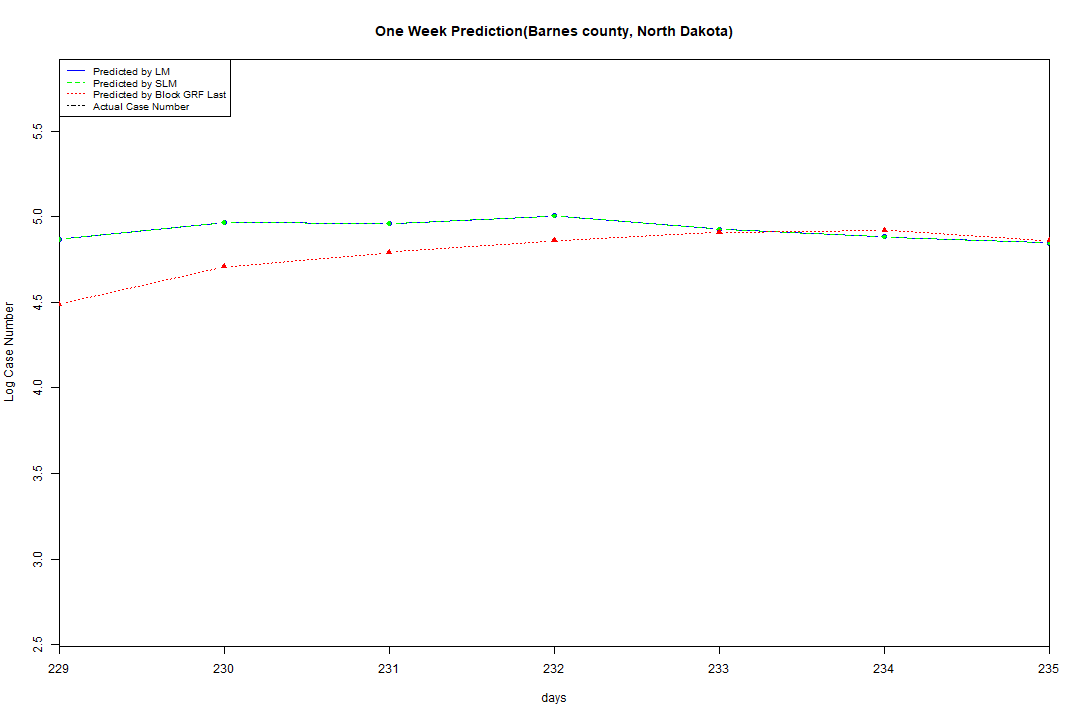 One Week Prediction(Barnes county, North Dakota)
Predicted by LM
Predicted by SLM
Predicted by Block GRF Last
Actual Case Number
5.5
5.0
4.5
4.0
3.5
3.0
2.5
Log Case Number
229 230 231 232 233 234 235
days